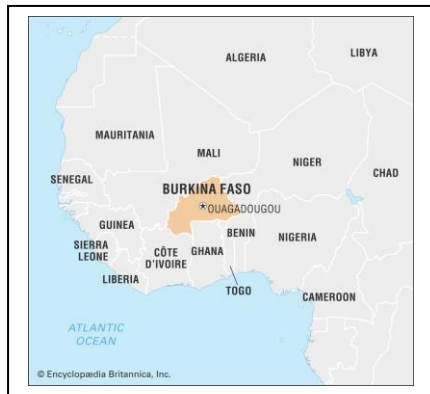 ALGERIA
LIBYA
MAURITANIA
MALI
NIGER
CHAD
SENEGAL
BURKINA FASO
OUAGADOUGOU
GUINEA
BENIN
NIGERIA
SIERRA
LEONE
CÔTE
D'IVOIRE
GHANA
LIBERIA
TOGO
CAMEROON
ATLANTIC
OCEAN
© Encyclopædia Britannica, Inc.